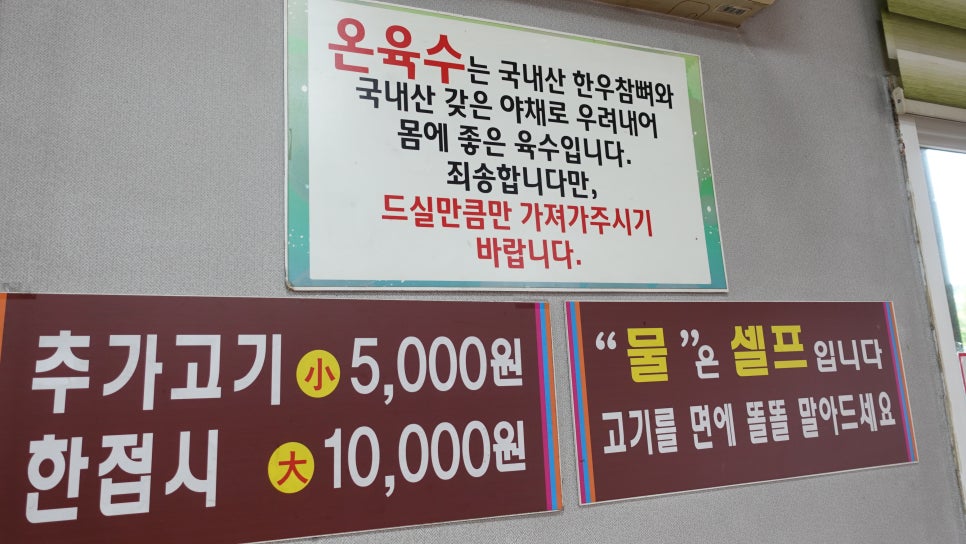 온육수는 국내산 한우참뼈와
국내산 갖은 야채로 우려내어
몸에 좋은 육수입니다.
죄송합니다만,
드실만큼만 가져가주시기
바랍니다.
추가고기 小 5,000원
한접시 大 10,000원
“물”은 셀프입니다
고기를 면에 똘똘 말아드세요